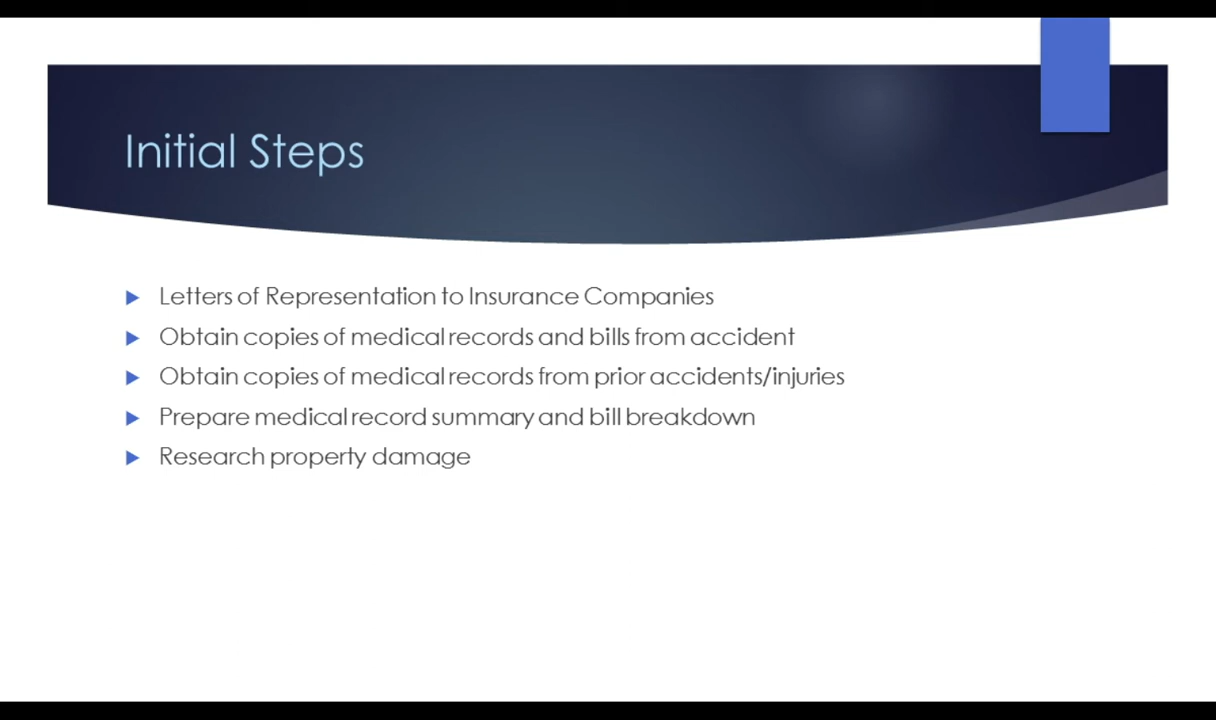 Initial Steps
Letters of Representation to Insurance Companies
Obtain copies of medical records and bills from accident
Obtain copies of medical records from prior accidents/injuries
Prepare medical record summary and bill breakdown
Research property damage